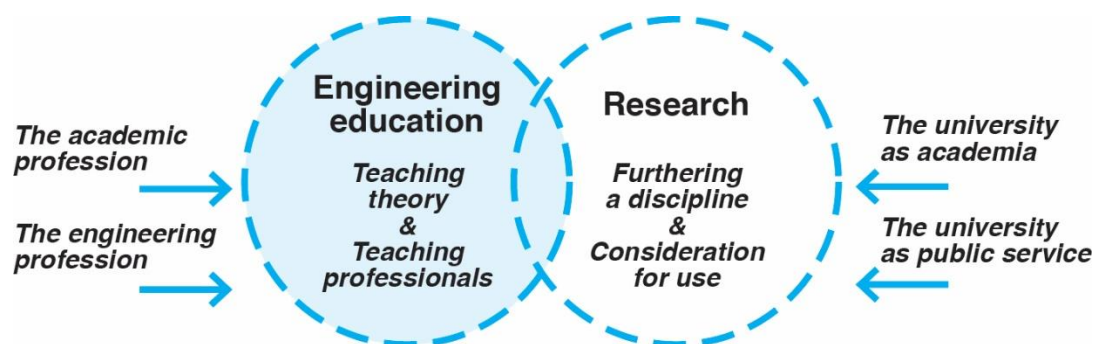 The academic
profession
The engineering
profession
Engineering
education
Teaching
theory
&
Teaching
professionals
Research
Furthering
a discipline
&
Consideration
for use
The university
as academia
The university
as public service